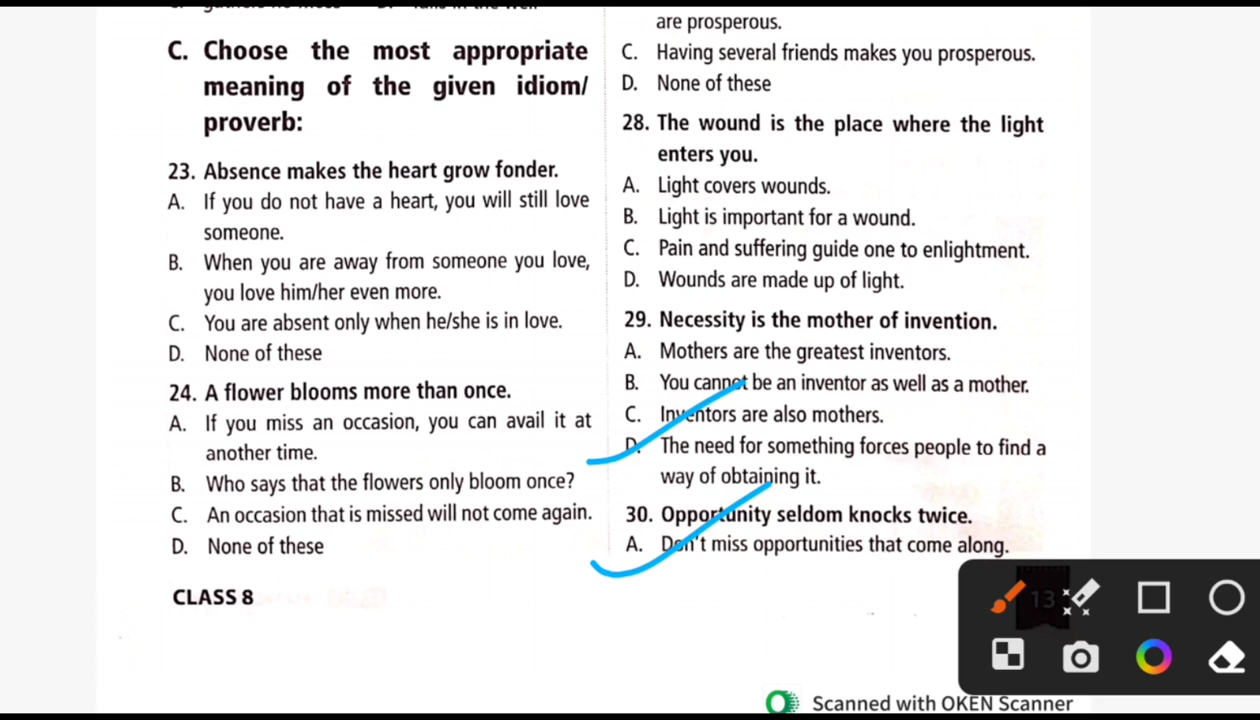 C. Choose the most appropriate
meaning of the given idiom/
proverb:
23. Absence makes the heart grow fonder.
A. If you do not have a heart, you will still love
someone.
B. When you are away from someone you love,
you love him/her even more.
C. You are absent only when he/she is in love.
D. None of these
24. A flower blooms more than once.
A. If you miss an occasion, you can avail it at
another time.
B. Who says that the flowers only bloom once?
C. An occasion that is missed will not come again.
D. None of these
CLASS 8
are prosperous.
C. Having several friends makes you prosperous.
D. None of these
28. The wound is the place where the light
enters you.
A. Light covers wounds.
B. Light is important for a wound.
C. Pain and suffering guide one to enlightment.
D. Wounds are made up of light.
29. Necessity is the mother of invention.
A. Mothers are the greatest inventors.
B. You cannot be an inventor as well as a mother.
C. Inventors are also mothers.
D. The need for something forces people to find a
way of obtaining it.
30. Opportunity seldom knocks twice.
A. Don't miss opportunities that come along.
13
Scanned with OKEN Scanner